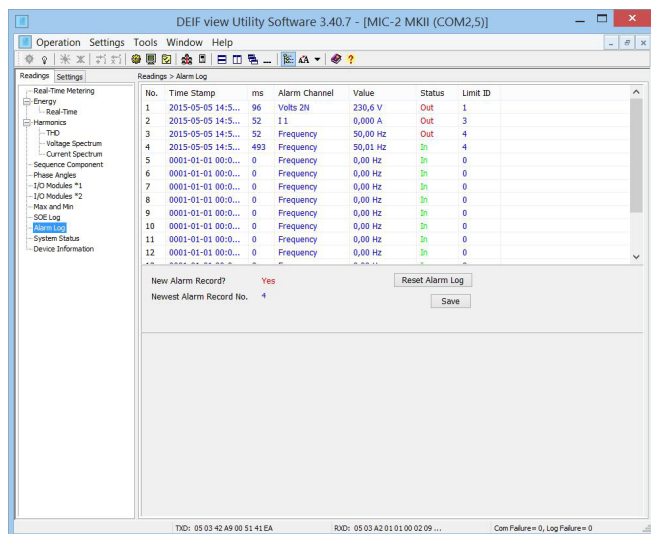 DEIF view Utility Software 3.40.7 - [MIC-2 MKII (COM2,5)]
Operation Settings Tools Window Help
Readings Settings
Readings > Alarm Log
Real-Time Metering
Energy
Real-Time
Harmonics
THD
Voltage Spectrum
Current Spectrum
Sequence Component
Phase Angles
I/O Modules *1
I/O Modules *2
Max and Min
SOE Log
Alarm Log
System Status
Device Information
No. Time Stamp ms Alarm Channel Value Status Limit ID
1 2015-05-05 14:5... 96 Volts 2N 230,6 V Out 1
2 2015-05-05 14:5... 52 I 1 0,000 A Out 3
3 2015-05-05 14:5... 52 Frequency 50,00 Hz Out 4
4 2015-05-05 14:5... 493 Frequency 50,01 Hz In 4
5 0001-01-01 00:0... 0 Frequency 0,00 Hz In 0
6 0001-01-01 00:0... 0 Frequency 0,00 Hz In 0
7 0001-01-01 00:0... 0 Frequency 0,00 Hz In 0
8 0001-01-01 00:0... 0 Frequency 0,00 Hz In 0
9 0001-01-01 00:0... 0 Frequency 0,00 Hz In 0
10 0001-01-01 00:0... 0 Frequency 0,00 Hz In 0
11 0001-01-01 00:0... 0 Frequency 0,00 Hz In 0
12 0001-01-01 00:0... 0 Frequency 0,00 Hz In 0
New Alarm Record? Yes Reset Alarm Log
Newest Alarm Record No. 4 Save
TXD: 05 03 42 A9 00 51 41 EA RXD: 05 03 A2 01 01 00 02 09 ... Com Failure= 0, Log Failure= 0